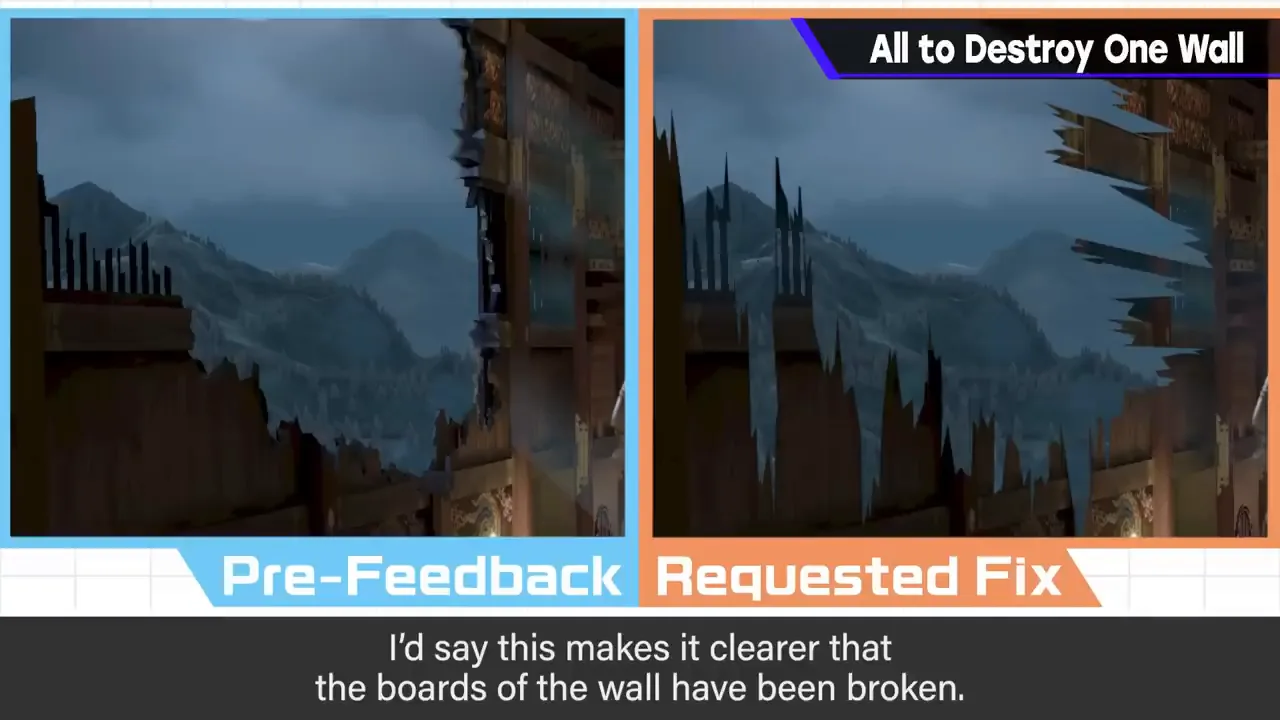 All to Destroy One Wall
Pre-Feedback
Requested Fix
I'd say this makes it clearer that
the boards of the wall have been broken.